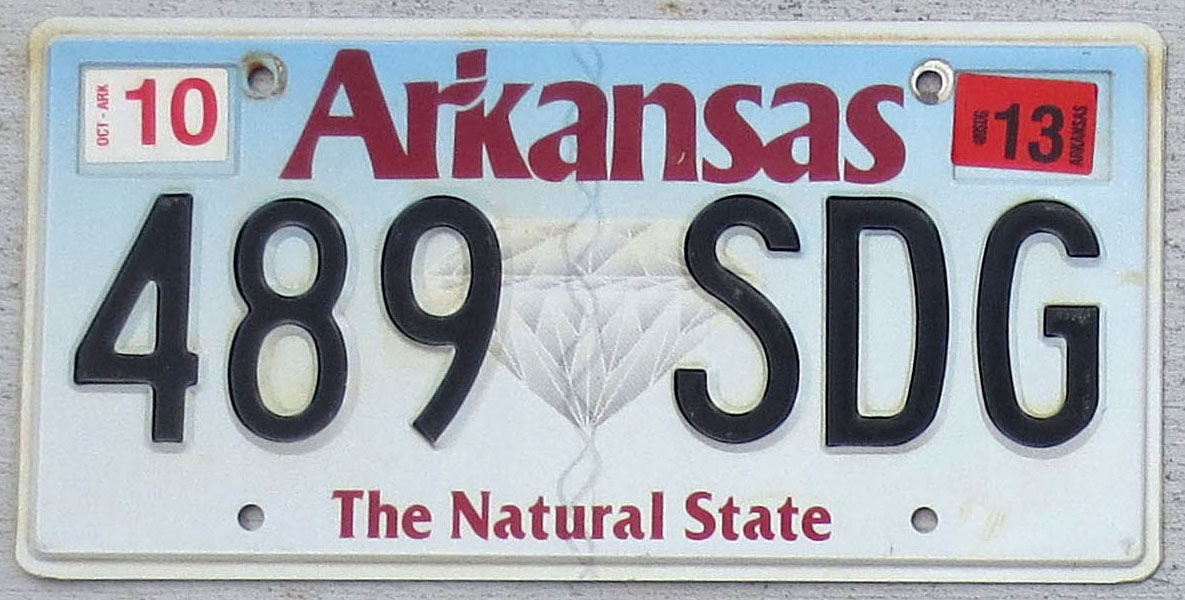 Arkansas
OCT - ARK
10
13
ARKANSAS
489 SDG
The Natural State